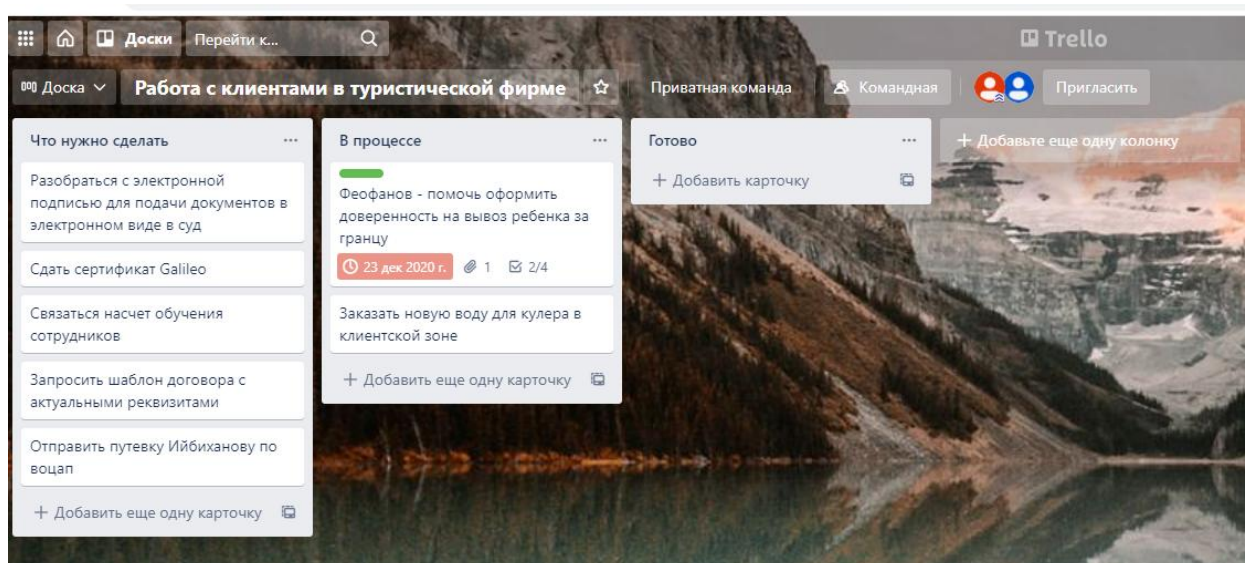 Доски
Перейти к...
Trello
Доска
Работа с клиентами в туристической фирме
Приватная команда
Командная
Пригласить
Что нужно сделать
Разобраться с электронной
подписью для подачи документов в
электронном виде в суд
Сдать сертификат Galileo
Связаться насчет обучения
сотрудников
Запросить шаблон договора с
актуальными реквизитами
Отправить путевку Ийбиханову по
воцап
+ Добавить еще одну карточку
В процессе
Феофанов - помочь оформить
доверенность на вывоз ребенка за
гранцу
23 дек 2020 г. 1 2/4
Заказать новую воду для кулера в
клиентской зоне
+ Добавить еще одну карточку
Готово
+ Добавить карточку
+ Добавьте еще одну колонку